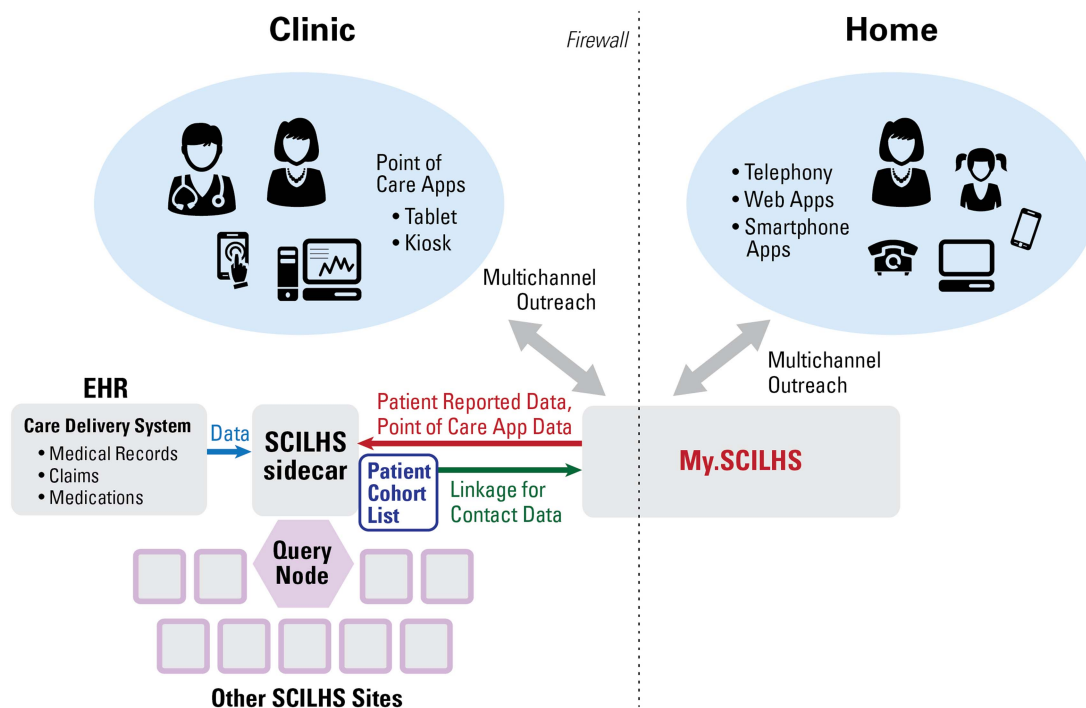 Clinic
Firewall
Home
Point of
Care Apps
• Tablet
• Kiosk
• Telephony
• Web Apps
• Smartphone
Apps
Multichannel
Outreach
Multichannel
Outreach
EHR
Care Delivery System
• Medical Records
• Claims
• Medications
Data
SCILHS
sidecar
Patient Reported Data,
Point of Care App Data
Patient
Cohort
List
Linkage for
Contact Data
My.SCILHS
Query
Node
Other SCILHS Sites